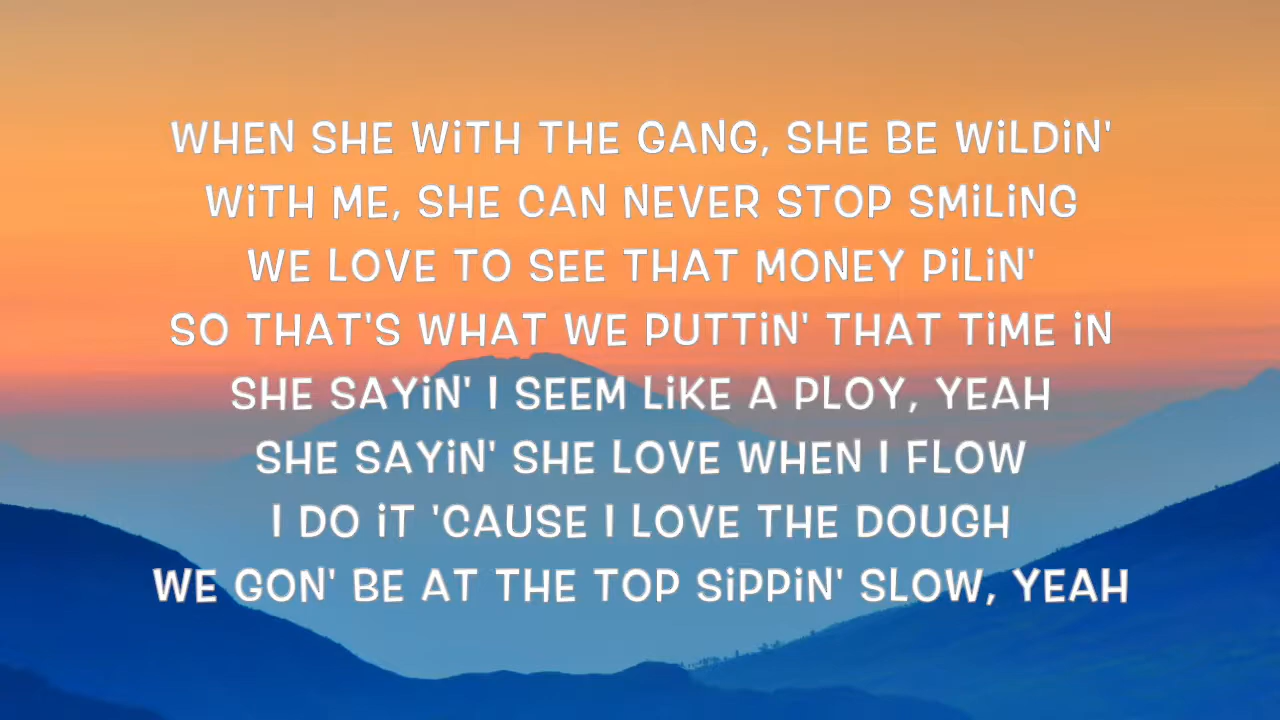 WHEN SHE WITH THE GANG, SHE BE WILDIN'
WITH ME, SHE CAN NEVER STOP SMILING
WE LOVE TO SEE THAT MONEY PILIN'
SO THAT'S WHAT WE PUTTIN' THAT TIME IN
SHE SAYIN' I SEEM LIKE A PLOY, YEAH
SHE SAYIN' SHE LOVE WHEN I FLOW
I DO IT 'CAUSE I LOVE THE DOUGH
WE GON' BE AT THE TOP SIPPIN' SLOW, YEAH